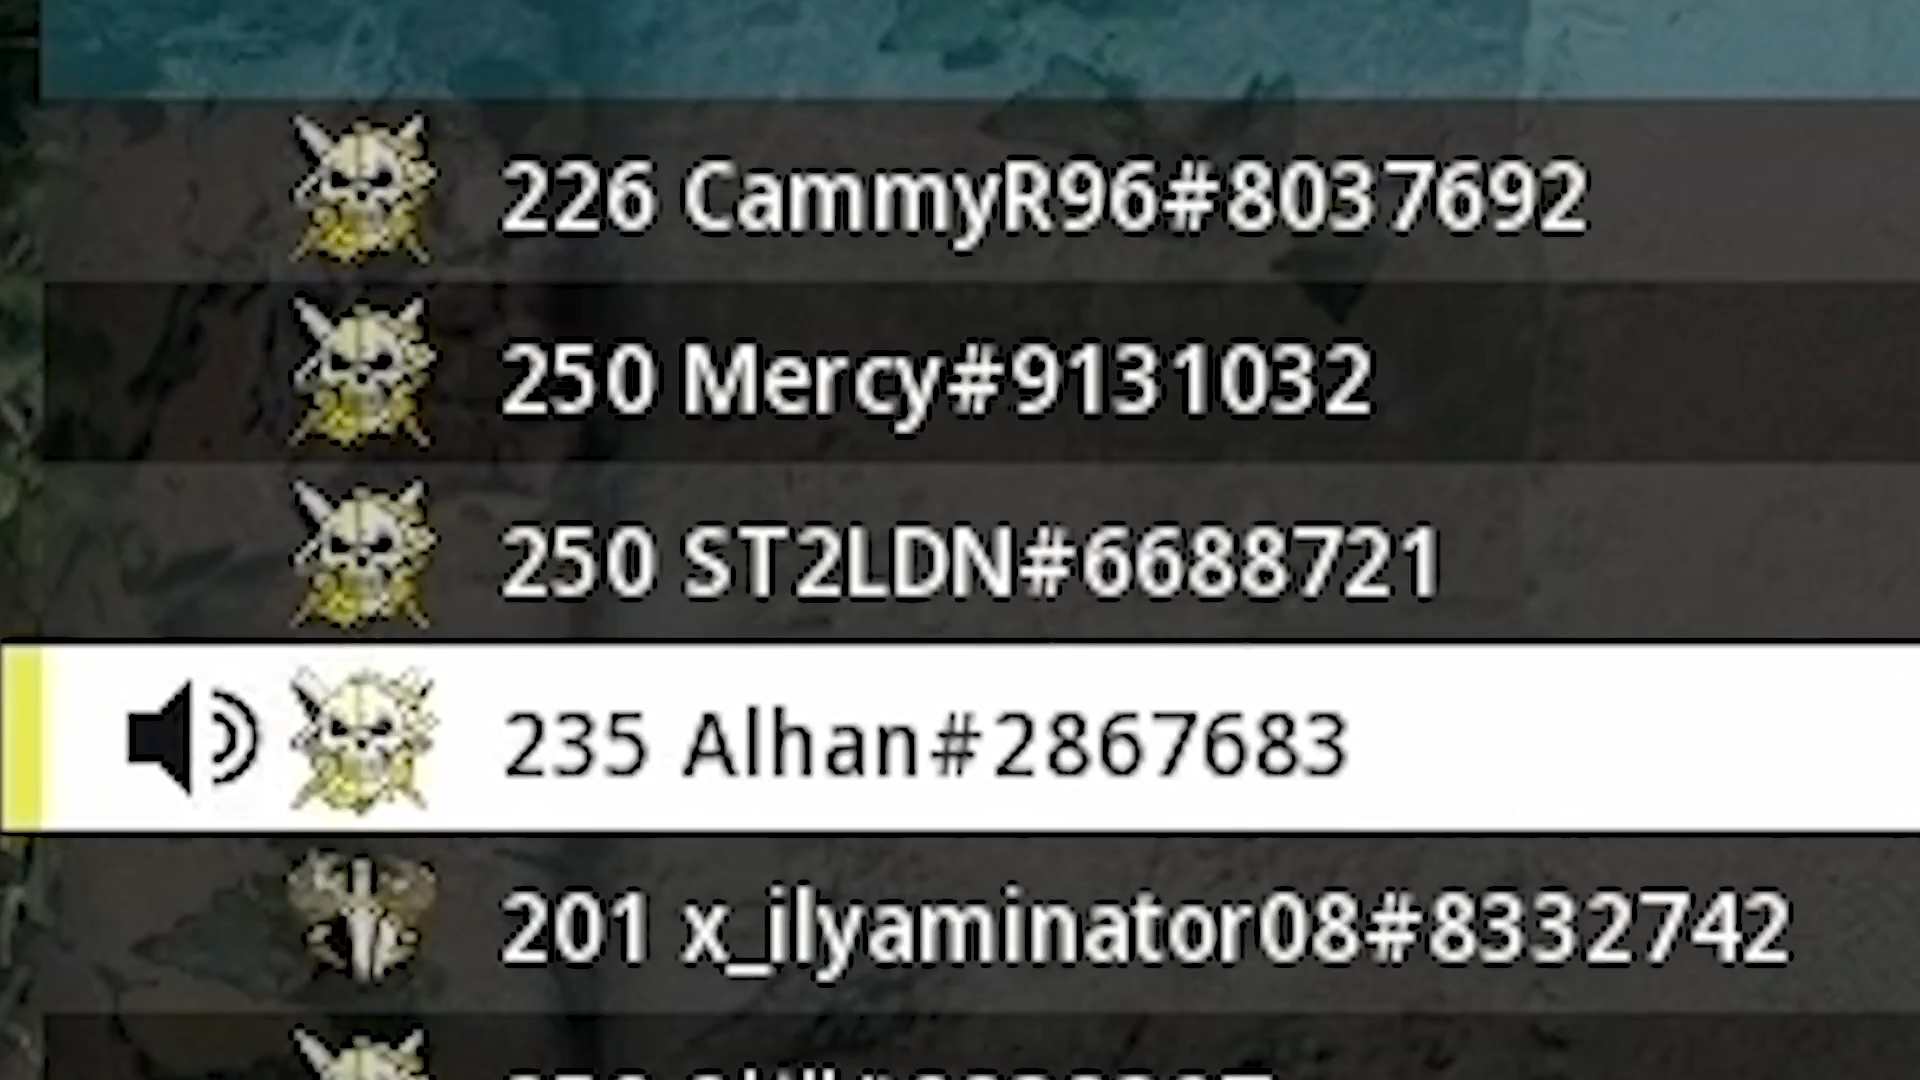 226 CammyR96#8037692
250 Mercy#9131032
250 ST2LDN#6688721
235 Alhan#2867683
201 x_ilyaminator08#8332742